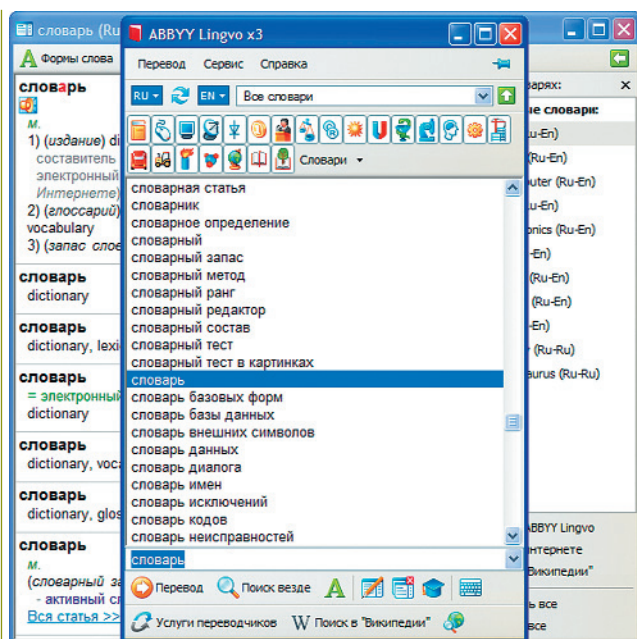 словарь (Ru
Формы слова
словарь
м.
1) (издание) di
составитель
электронный
Интернете)
2) (глоссарий)
vocabulary
3) (запас слов
словарь
dictionary
словарь
dictionary, lexi
словарь
= электронный
dictionary
словарь
dictionary, voca
словарь
dictionary, glos
словарь
м.
(словарный за
- активный сл
Вся статья >>
ABBYY Lingvo x3
Перевод Сервис Справка
RU EN Все словари
Словари
словарная статья
словарник
словарное определение
словарный
словарный запас
словарный метод
словарный ранг
словарный редактор
словарный состав
словарный тест
словарный тест в картинках
словарь
словарь базовых форм
словарь базы данных
словарь внешних символов
словарь данных
словарь диалога
словарь имен
словарь исключений
словарь кодов
словарь неисправностей
словарь
Перевод Поиск везде
Услуги переводчиков W Поиск в "Википедии"
варях:
ые словари:
u-En)
(Ru-En)
uter (Ru-En)
u-En)
onics (Ru-En)
-En)
(Ru-En)
(Ru-En)
-En)
(Ru-Ru)
aurus (Ru-Ru)
ABBYY Lingvo
нтернете
Википедии"
ь все
все